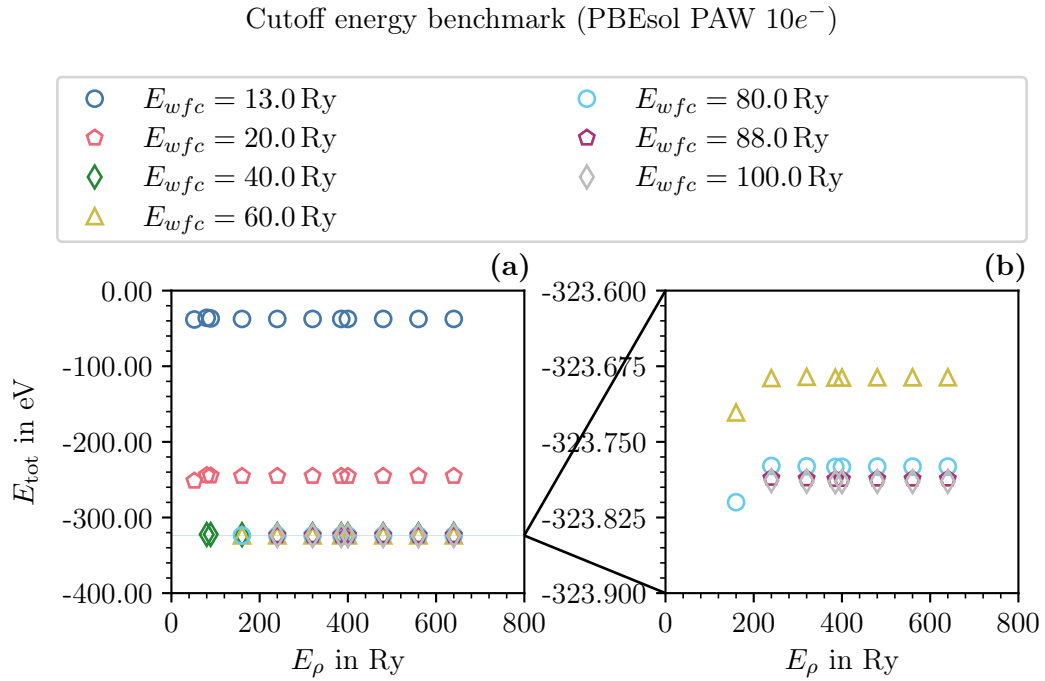 Cutoff energy benchmark (PBEsol PAW 10e⁻)
E_wfc = 13.0 Ry
E_wfc = 20.0 Ry
E_wfc = 40.0 Ry
E_wfc = 60.0 Ry
E_wfc = 80.0 Ry
E_wfc = 88.0 Ry
E_wfc = 100.0 Ry
(a)
0.00
-100.00
-200.00
-300.00
-400.00
E_tot in eV
0 200 400 600 800
E_ρ in Ry
(b)
-323.600
-323.675
-323.750
-323.825
-323.900
0 200 400 600 800
E_ρ in Ry